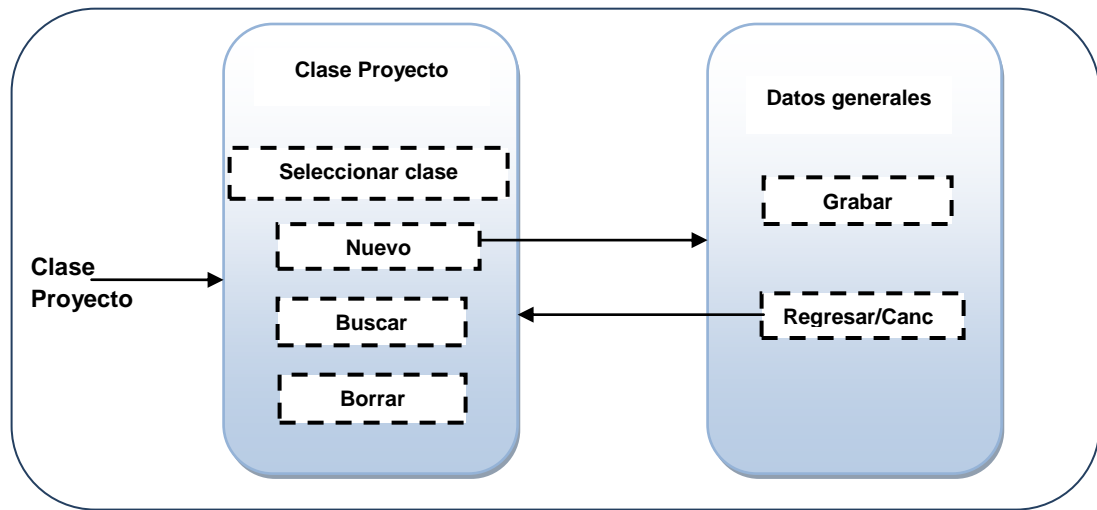 Clase
Proyecto
Clase Proyecto
Seleccionar clase
Nuevo
Buscar
Borrar
Datos generales
Grabar
Regresar/Canc